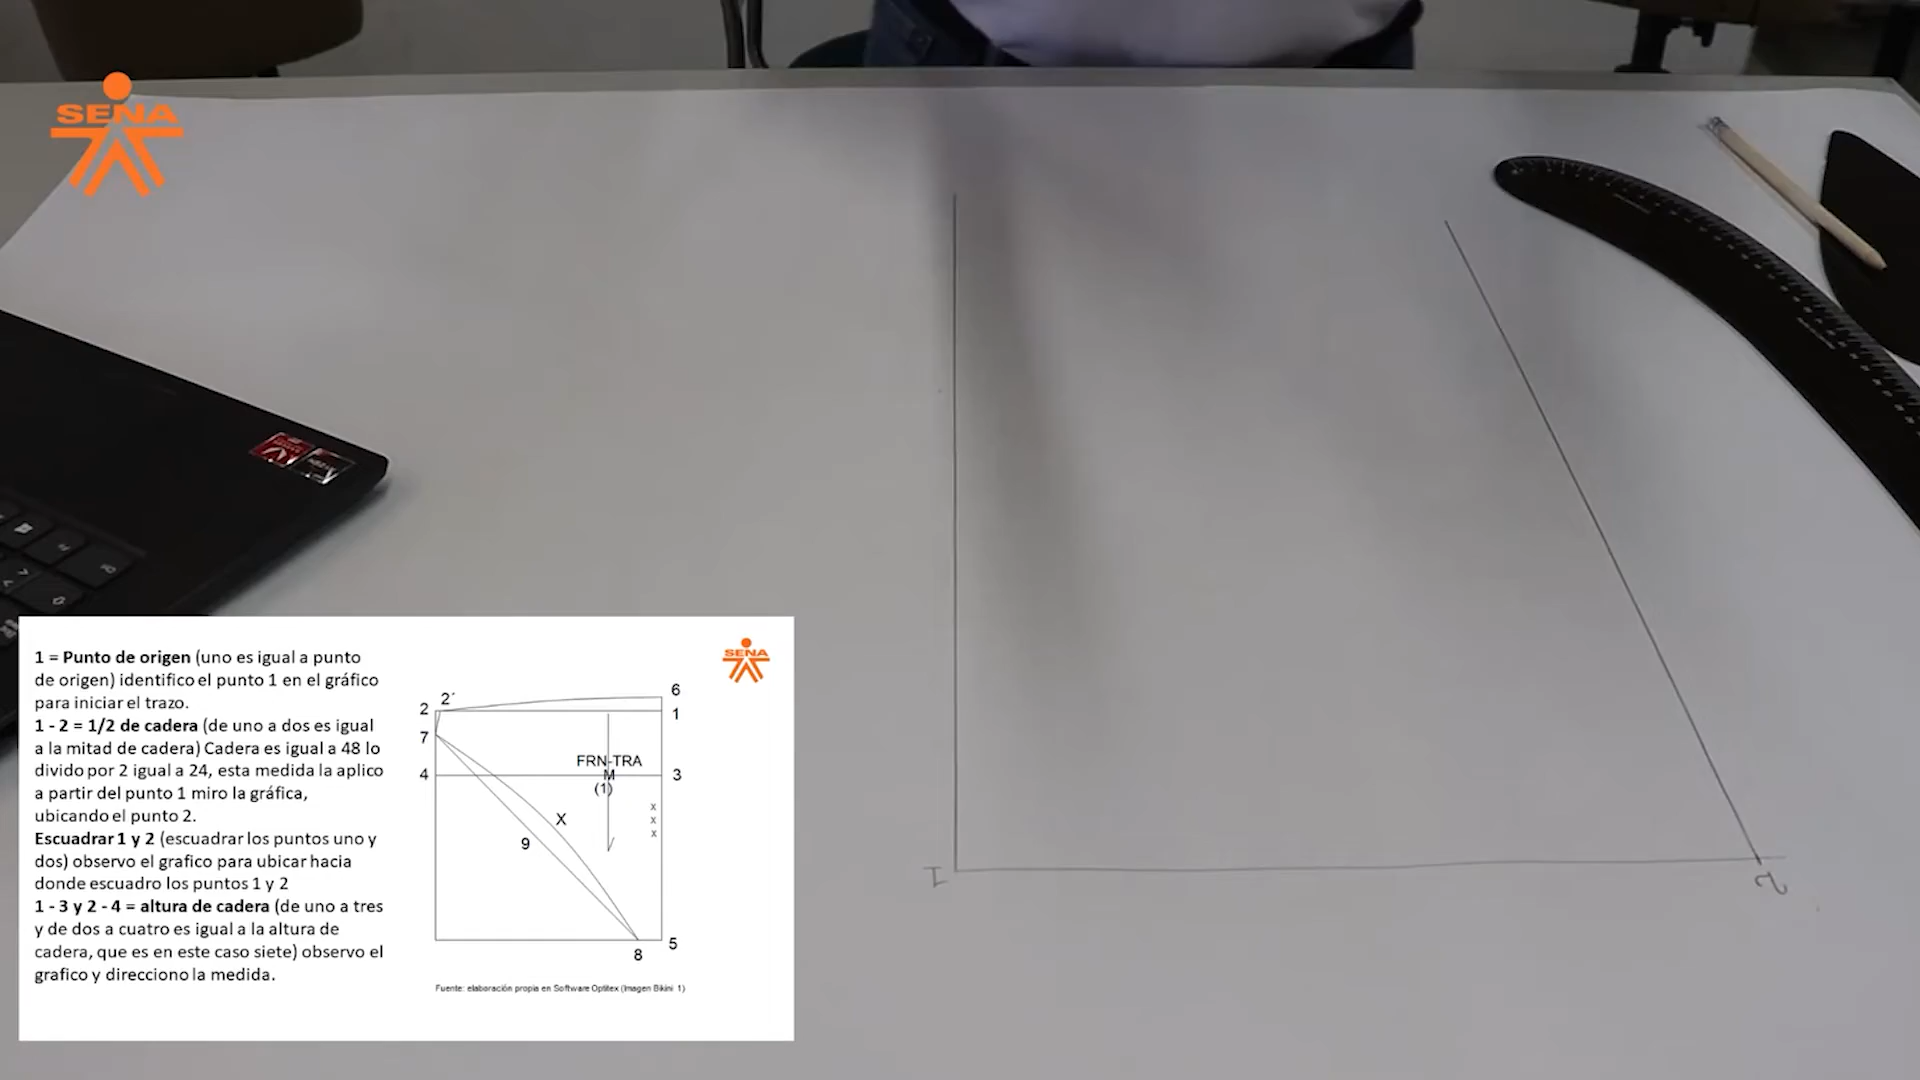 SENA
1 = Punto de origen (uno es igual a punto
de origen) identifico el punto 1 en el gráfico
para iniciar el trazo.
1 - 2 = 1/2 de cadera (de uno a dos es igual
a la mitad de cadera) Cadera es igual a 48 lo
divido por 2 igual a 24, esta medida la aplico
a partir del punto 1 miro la gráfica,
ubicando el punto 2.
Escuadrar 1 y 2 (escuadrar los puntos uno y
dos) observo el grafico para ubicar hacia
donde escuadro los puntos 1 y 2
1 - 3 y 2 - 4 = altura de cadera (de uno a tres
y de dos a cuatro es igual a la altura de
cadera, que es en este caso siete) observo el
grafico y direcciono la medida.
SENA
2 2´ 6
1
7
FRN-TRA
4 M 3
(1)
x
X x
x
9
5
8
Fuente: elaboración propia en Software Optitex (Imagen Bikini 1)
1 2